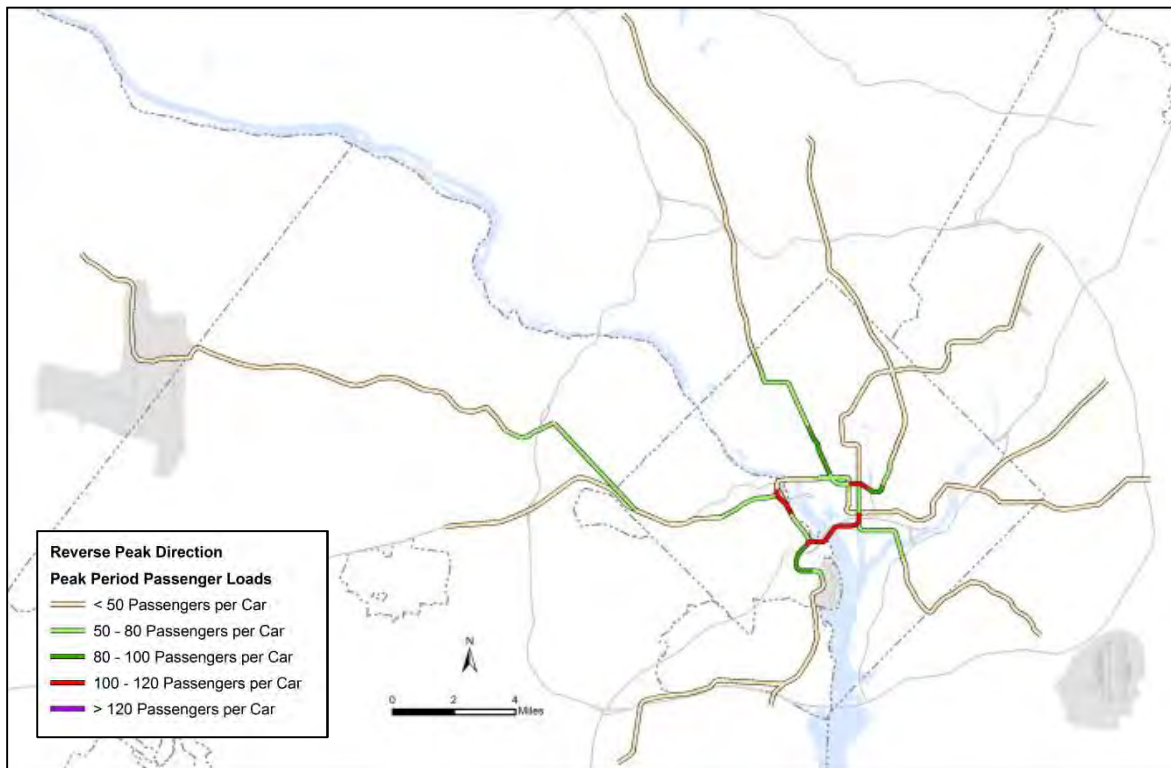 Reverse Peak Direction
Peak Period Passenger Loads
< 50 Passengers per Car
50 - 80 Passengers per Car
80 - 100 Passengers per Car
100 - 120 Passengers per Car
> 120 Passengers per Car
N
0 2 4
Miles